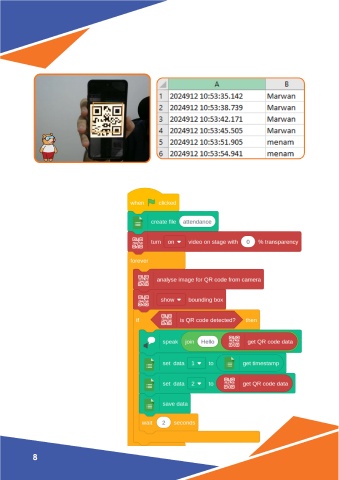 A B
1 2024912 10:53:35.142 Marwan
2 2024912 10:53:38.739 Marwan
3 2024912 10:53:42.171 Marwan
4 2024912 10:53:45.505 Marwan
5 2024912 10:53:51.905 menam
6 2024912 10:53:54.941 menam
when clicked
create file attendance
turn on video on stage with 0 % transparency
forever
analyse image for QR code from camera
show bounding box
if is QR code detected? then
speak join Hello get QR code data
set data 1 to get timestamp
set data 2 to get QR code data
save data
wait 2 seconds
8